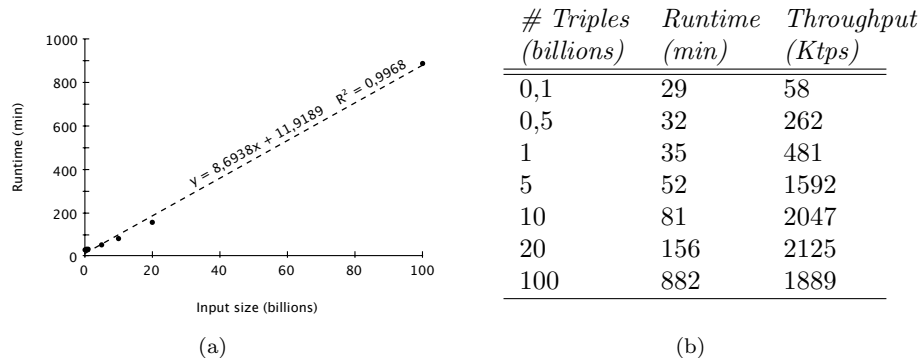 1000
800
600
400
200
0
Runtime (min)
y = 8,6938x + 11,9189 R² = 0,9968
0 20 40 60 80 100
Input size (billions)
(a)
# Triples Runtime Throughput
(billions) (min) (Ktps)
0,1 29 58
0,5 32 262
1 35 481
5 52 1592
10 81 2047
20 156 2125
100 882 1889
(b)